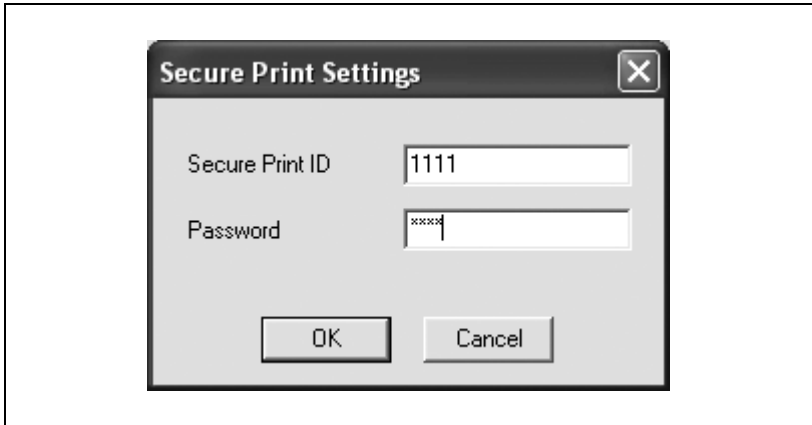 Secure Print Settings
Secure Print ID 1111
Password ****
OK Cancel